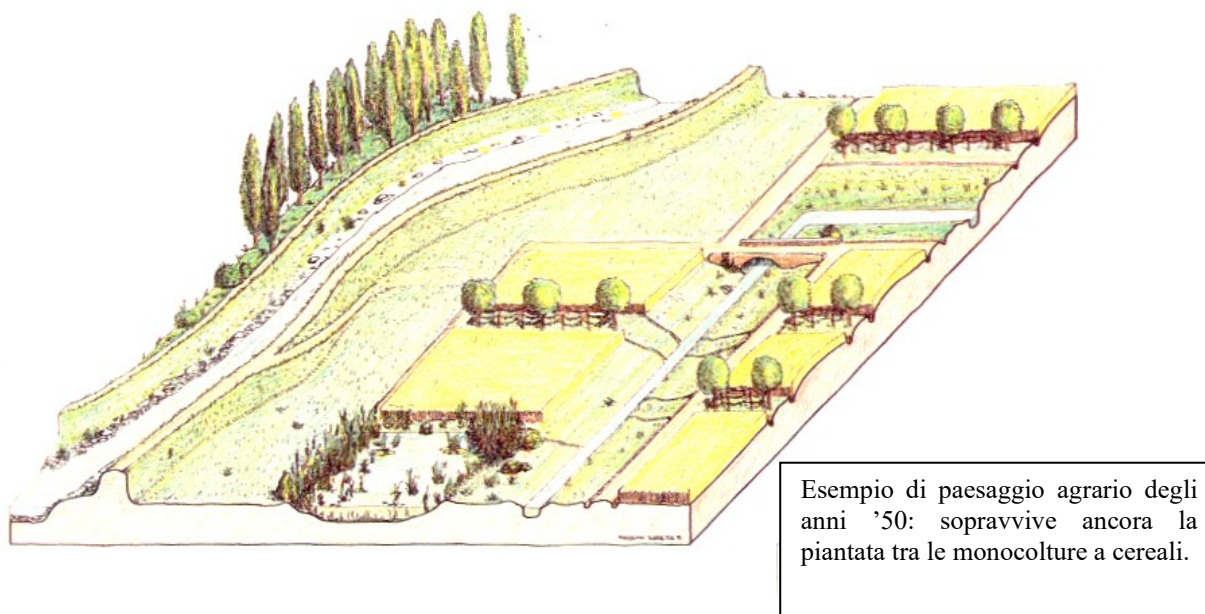 Esempio di paesaggio agrario degli
anni ’50: sopravvive ancora la
piantata tra le monocolture a cereali.